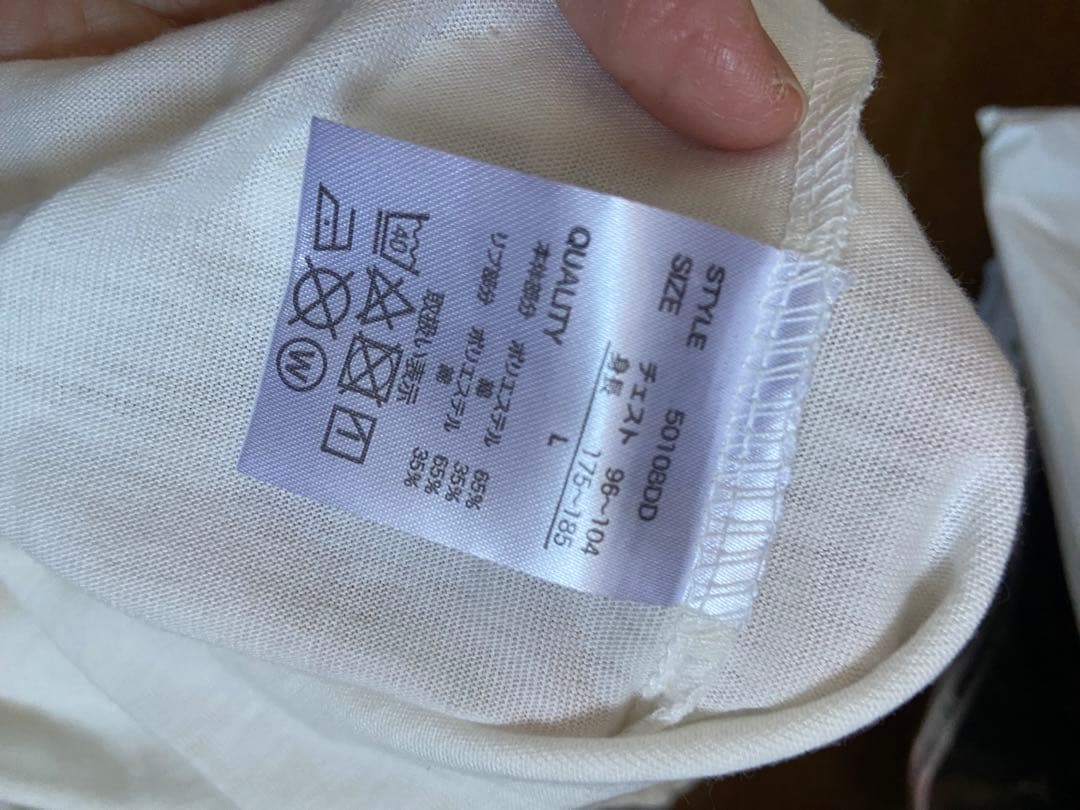 STYLE 50108DD
SIZE チェスト 96~104
身長 175~185
L
QUALITY
本体部分 ポリエステル 65%
綿 35%
リブ部分 ポリエステル 65%
綿 35%
取扱い表示
40
W